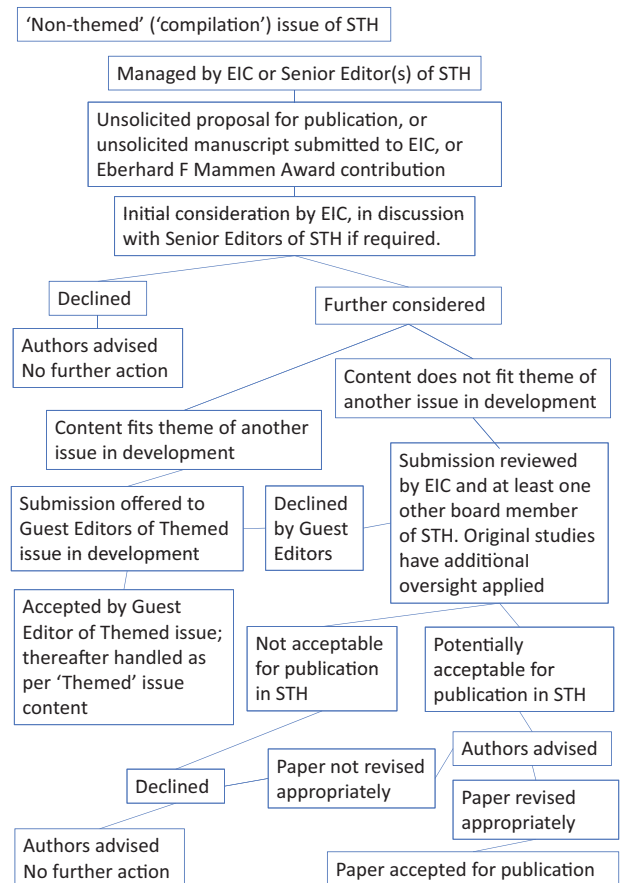 ‘Non-themed’ (‘compilation’) issue of STH
Managed by EIC or Senior Editor(s) of STH
Unsolicited proposal for publication, or
unsolicited manuscript submitted to EIC, or
Eberhard F Mammen Award contribution
Initial consideration by EIC, in discussion
with Senior Editors of STH if required.
Declined
Further considered
Authors advised
No further action
Content does not fit theme of
another issue in development
Content fits theme of another
issue in development
Submission reviewed
by EIC and at least one
other board member
of STH. Original studies
have additional
oversight applied
Submission offered to
Guest Editors of Themed
issue in development
Declined
by Guest
Editors
Accepted by Guest
Editor of Themed issue;
thereafter handled as
per ‘Themed’ issue
content
Not acceptable
for publication
in STH
Potentially
acceptable for
publication in STH
Authors advised
Declined
Paper not revised
appropriately
Paper revised
appropriately
Authors advised
No further action
Paper accepted for publication